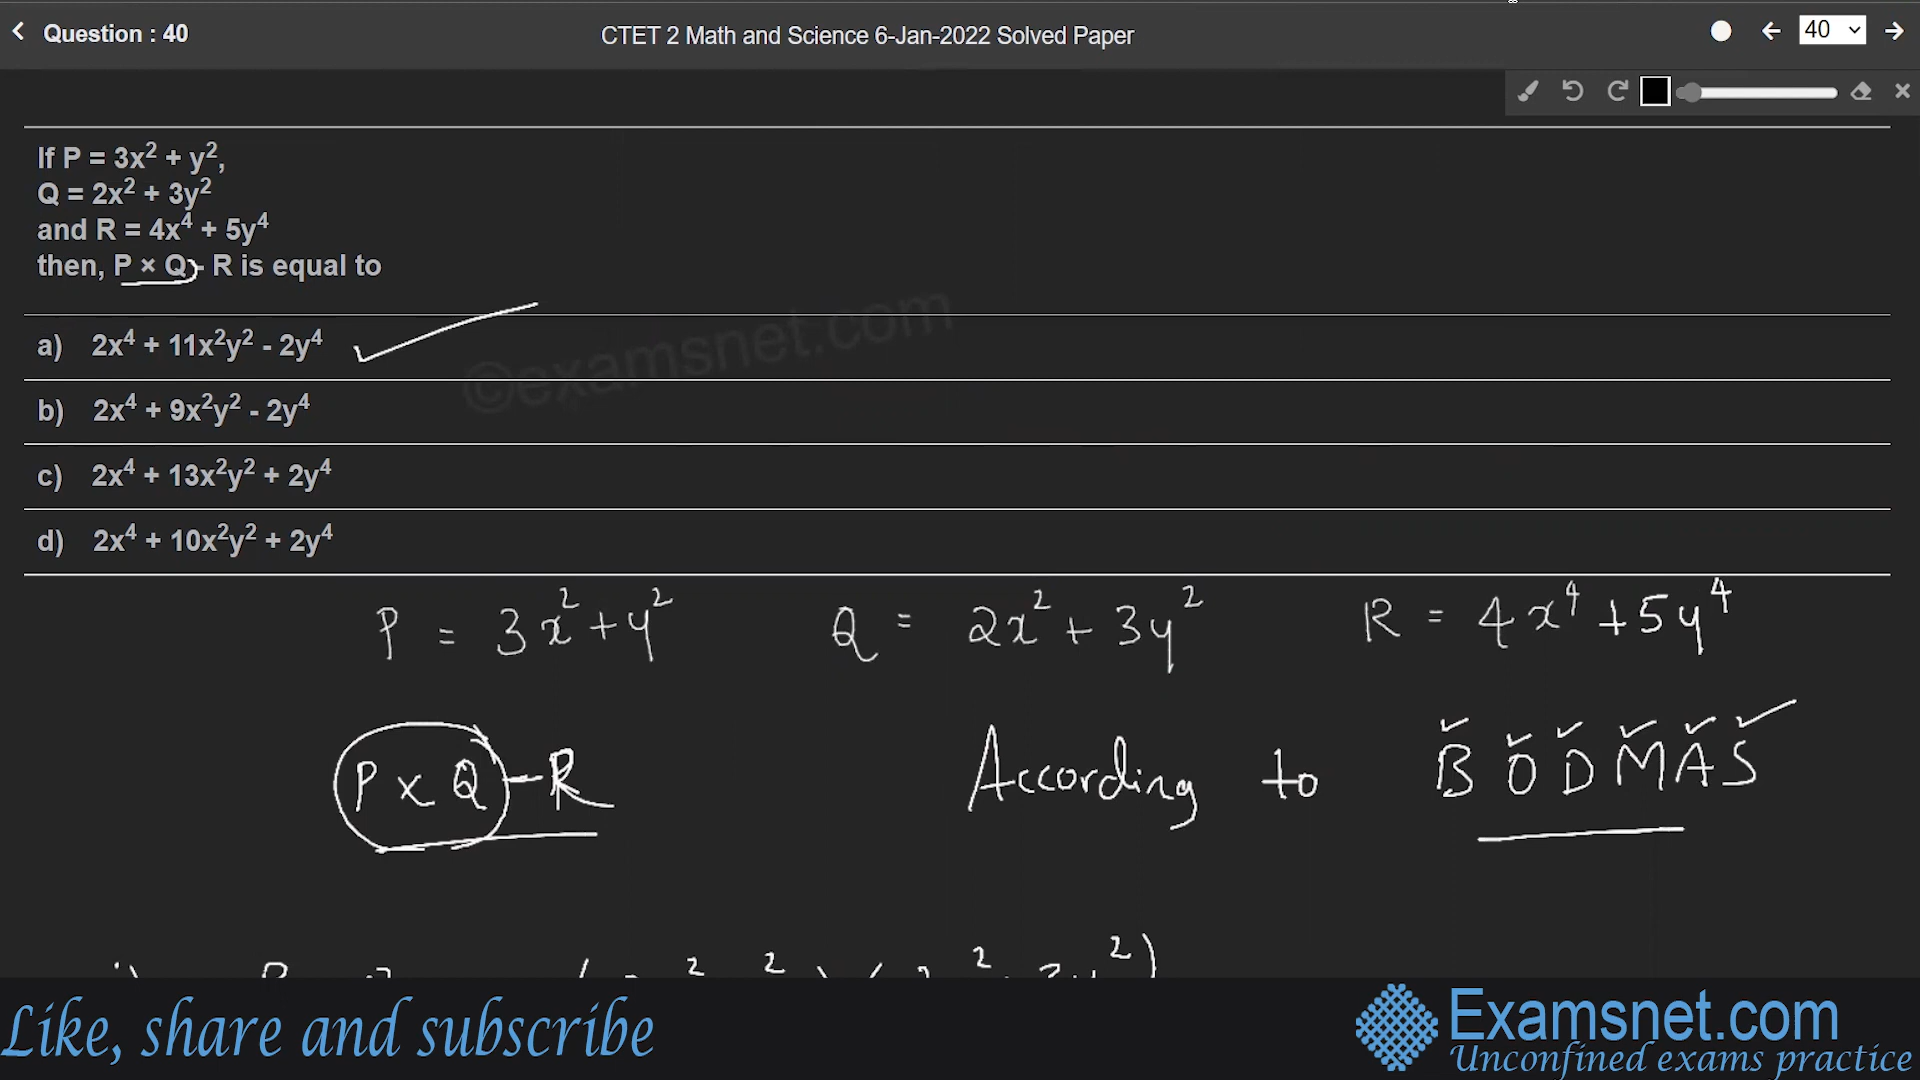 Question : 40
CTET 2 Math and Science 6-Jan-2022 Solved Paper
40
If P = 3x² + y²,
Q = 2x² + 3y²
and R = 4x⁴ + 5y⁴
then, P × Q - R is equal to
©examsnet.com
a) 2x⁴ + 11x²y² - 2y⁴
b) 2x⁴ + 9x²y² - 2y⁴
c) 2x⁴ + 13x²y² + 2y⁴
d) 2x⁴ + 10x²y² + 2y⁴
P = 3x² + y² Q = 2x² + 3y² R = 4x⁴ + 5y⁴
P x Q - R According to BODMAS
Like, share and subscribe
Examsnet.com
Unconfined exams practice